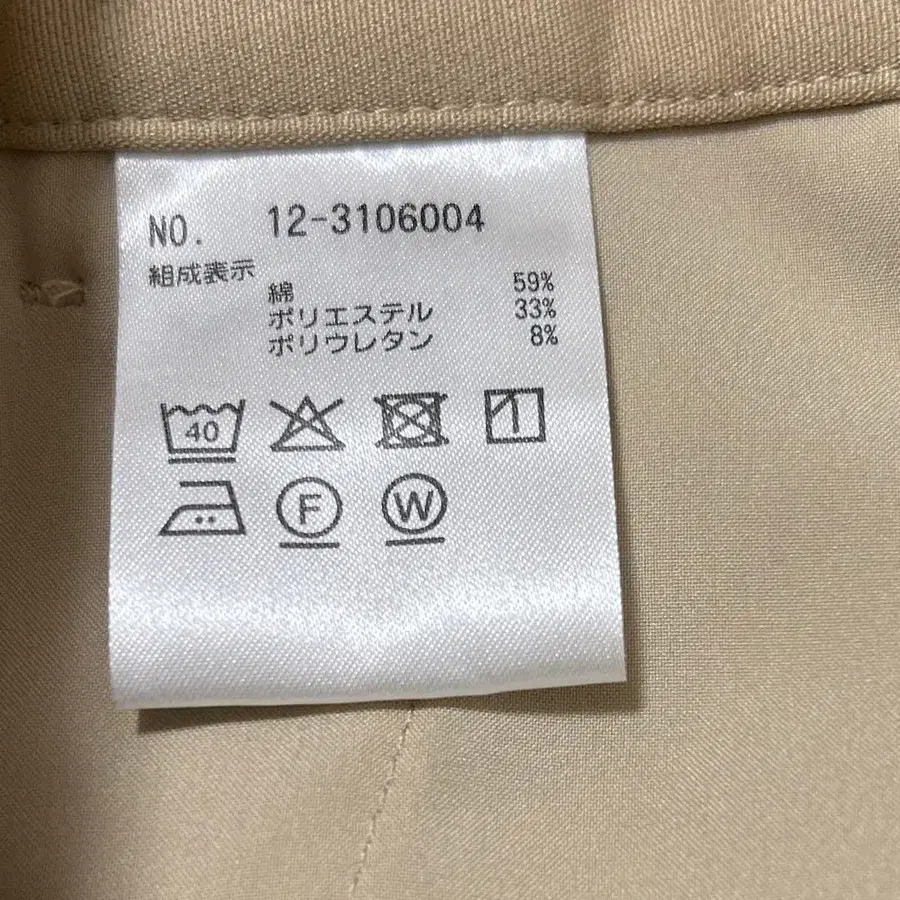 NO. 12-3106004
組成表示
綿 59%
ポリエステル 33%
ポリウレタン 8%
40
F W